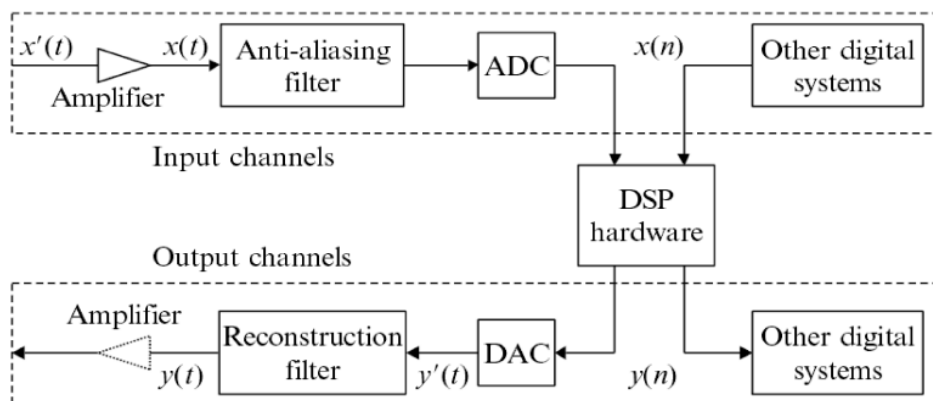 x′(t)
Amplifier
x(t)
Anti-aliasing
filter
ADC
x(n)
Other digital
systems
Input channels
DSP
hardware
Output channels
Amplifier
y(t)
Reconstruction
filter
y′(t)
DAC
y(n)
Other digital
systems